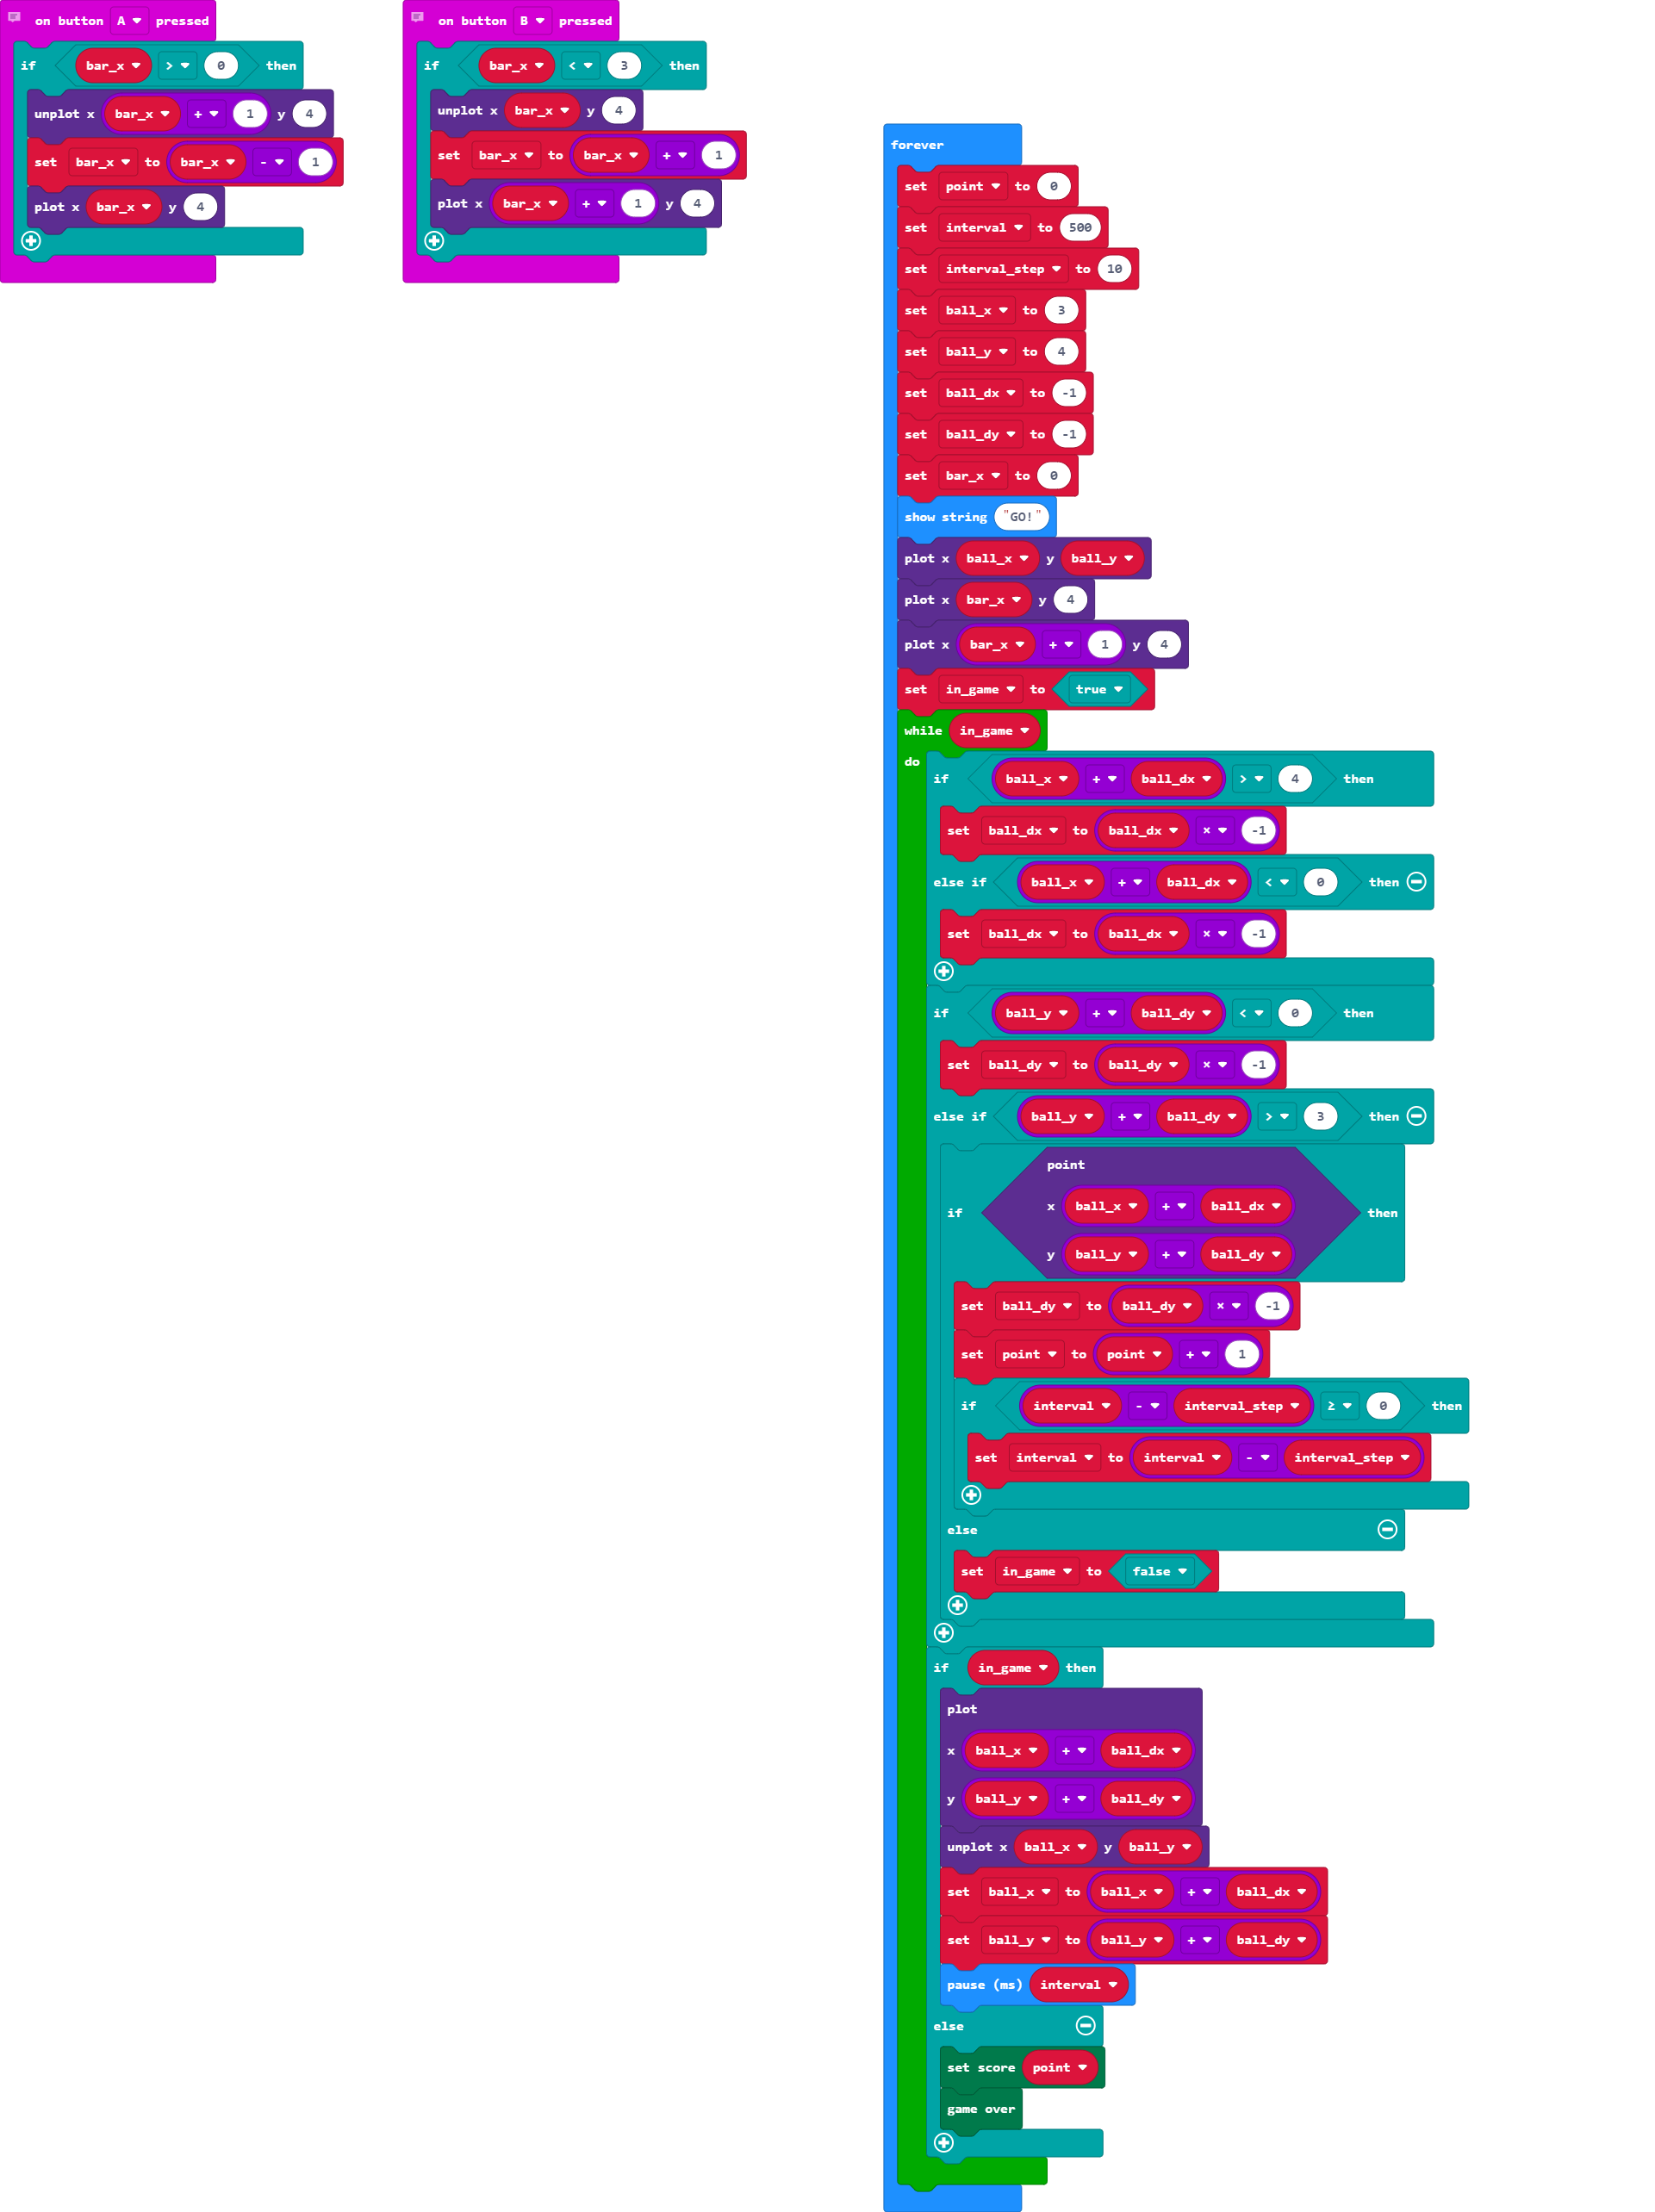 on button A pressed
if bar_x > 0 then
unplot x bar_x + 1 y 4
set bar_x to bar_x - 1
plot x bar_x y 4
on button B pressed
if bar_x < 3 then
unplot x bar_x y 4
set bar_x to bar_x + 1
plot x bar_x + 1 y 4
forever
set point to 0
set interval to 500
set interval_step to 10
set ball_x to 3
set ball_y to 4
set ball_dx to -1
set ball_dy to -1
set bar_x to 0
show string "GO!"
plot x ball_x y ball_y
plot x bar_x y 4
plot x bar_x + 1 y 4
set in_game to true
while in_game
do
if ball_x + ball_dx > 4 then
set ball_dx to ball_dx × -1
else if ball_x + ball_dx < 0 then
set ball_dx to ball_dx × -1
if ball_y + ball_dy < 0 then
set ball_dy to ball_dy × -1
else if ball_y + ball_dy > 3 then
point
x ball_x + ball_dx
if then
y ball_y + ball_dy
set ball_dy to ball_dy × -1
set point to point + 1
if interval - interval_step ≥ 0 then
set interval to interval - interval_step
else
set in_game to false
if in_game then
plot
x ball_x + ball_dx
y ball_y + ball_dy
unplot x ball_x y ball_y
set ball_x to ball_x + ball_dx
set ball_y to ball_y + ball_dy
pause (ms) interval
else
set score point
game over